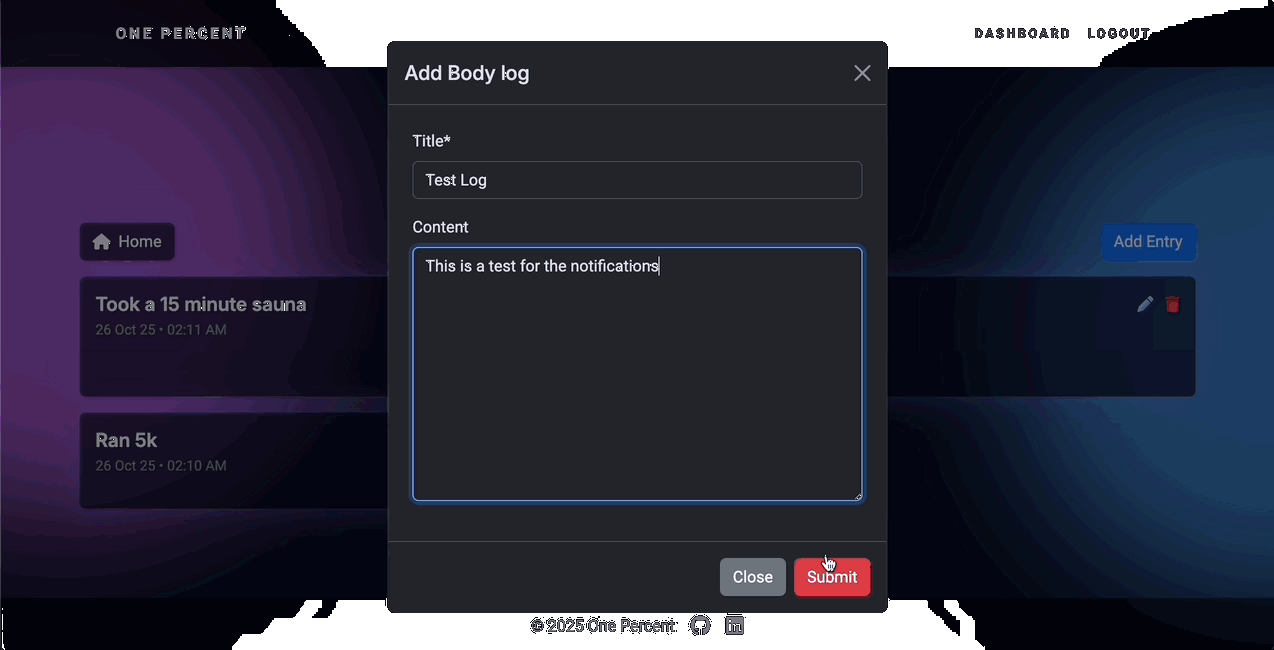 ONE PERCENT
DASHBOARD LOGOUT
Add Body log
Title*
Test Log
Content
This is a test for the notifications
Home
Add Entry
Took a 15 minute sauna
26 Oct 25 • 02:11 AM
Ran 5k
26 Oct 25 • 02:10 AM
Close
Submit
© 2025 One Percent
in